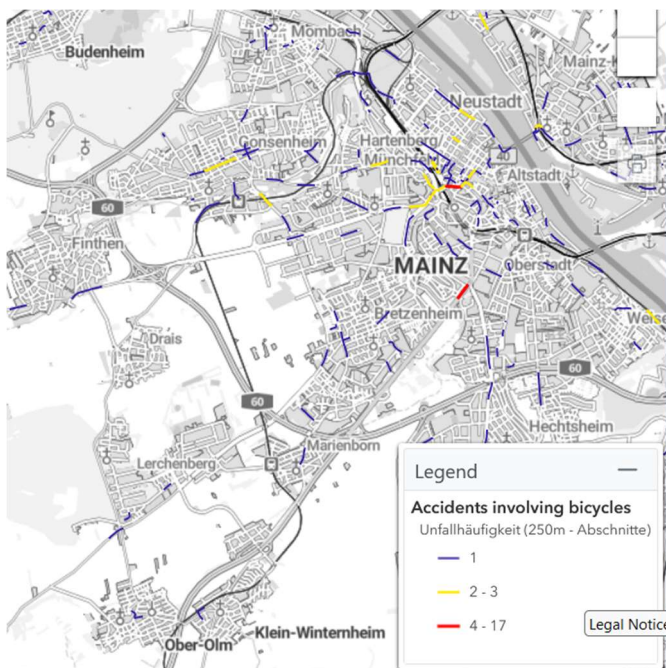 Budenheim
Mombach
Mainz-K
Neustadt
Gonsenheim
Hartenberg
Münchfeld
40
Altstadt
60
Finthen
MAINZ
Oberstadt
Bretzenheim
Weise
Drais
60
60
Hechtsheim
Marienborn
Lerchenberg
Legend
Accidents involving bicycles
Unfallhäufigkeit (250m - Abschnitte)
1
2 - 3
4 - 17
Legal Notice
Klein-Winternheim
Ober-Olm